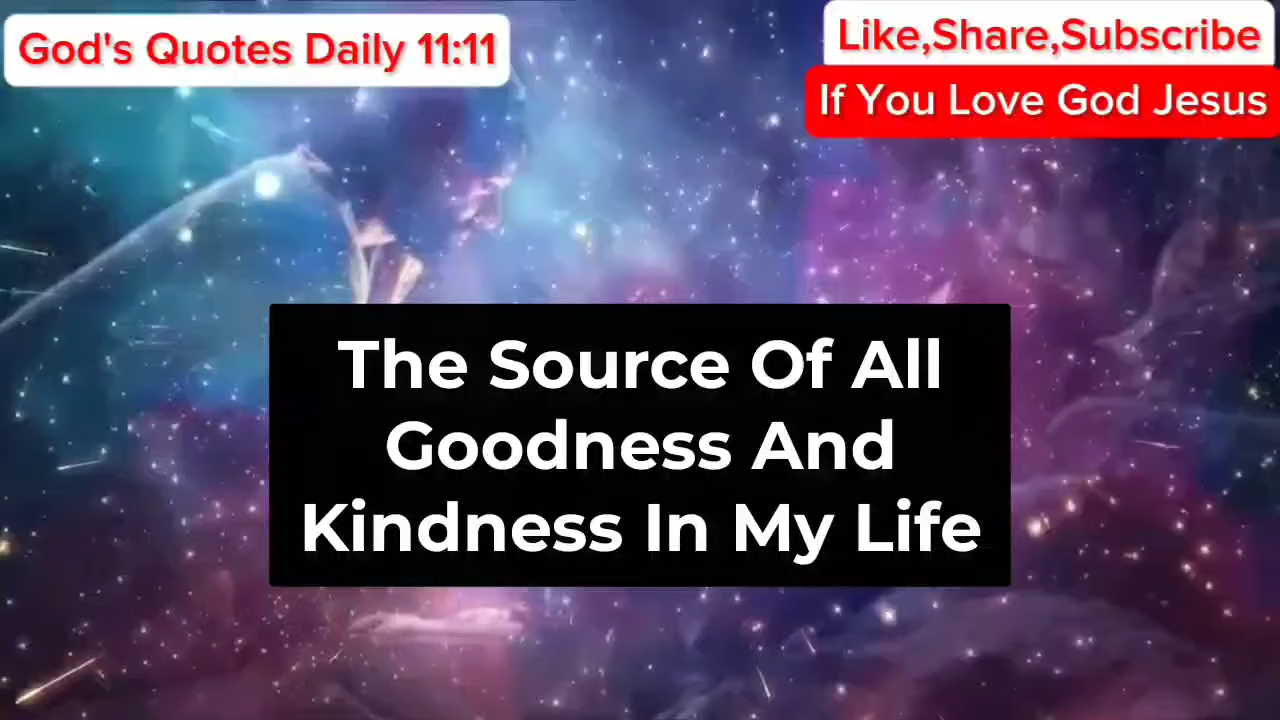 God's Quotes Daily 11:11
Like,Share,Subscribe
If You Love God Jesus
The Source Of All
Goodness And
Kindness In My Life